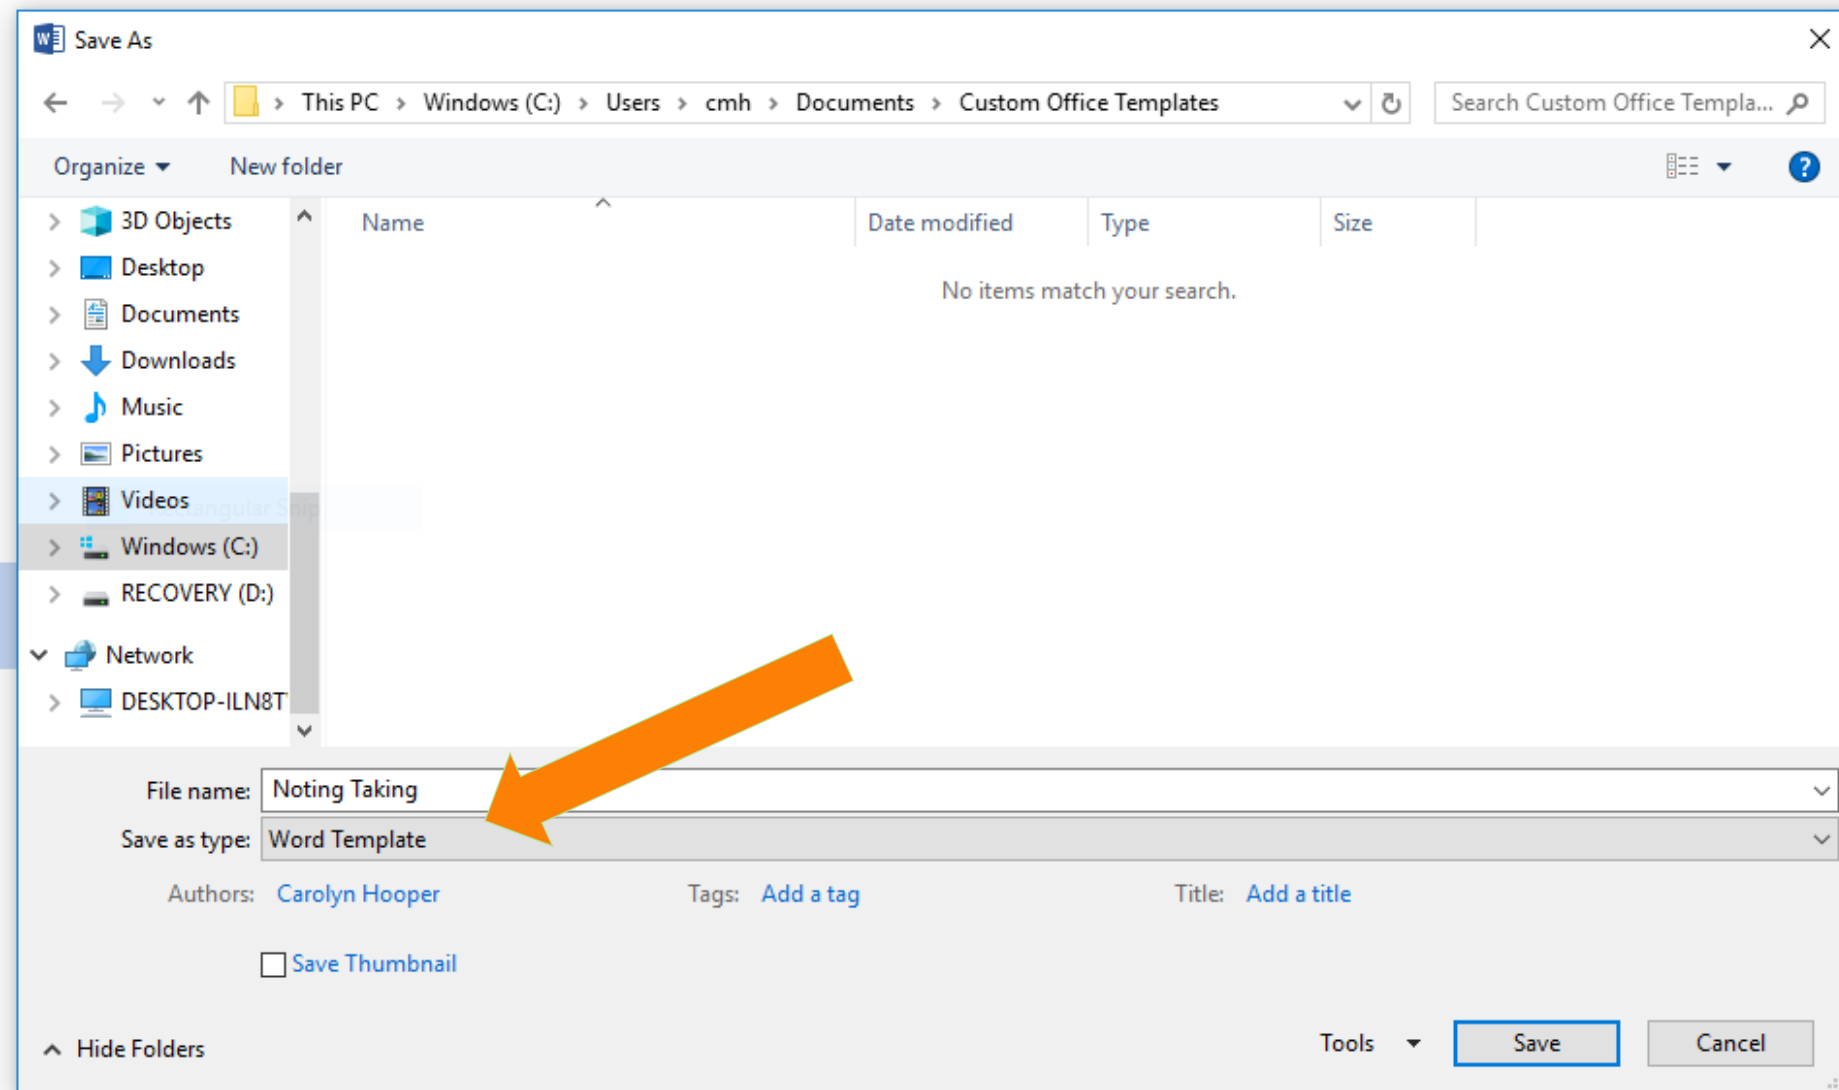 Save As
This PC > Windows (C:) > Users > cmh > Documents > Custom Office Templates
Search Custom Office Templa...
Organize New folder
?
Name Date modified Type Size
No items match your search.
3D Objects
Desktop
Documents
Downloads
Music
Pictures
Videos
Rectangular Snip
Windows (C:)
RECOVERY (D:)
Network
DESKTOP-ILN8T
File name: Noting Taking
Save as type: Word Template
Authors: Carolyn Hooper Tags: Add a tag Title: Add a title
Save Thumbnail
Hide Folders
Tools Save Cancel